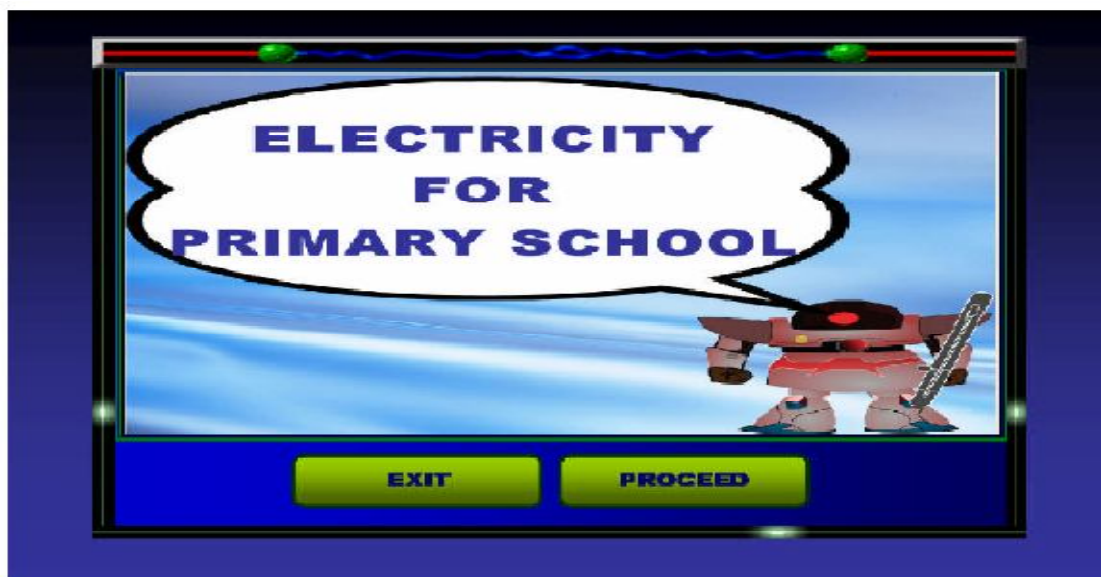 ELECTRICITY
FOR
PRIMARY SCHOOL
EXIT
PROCEED